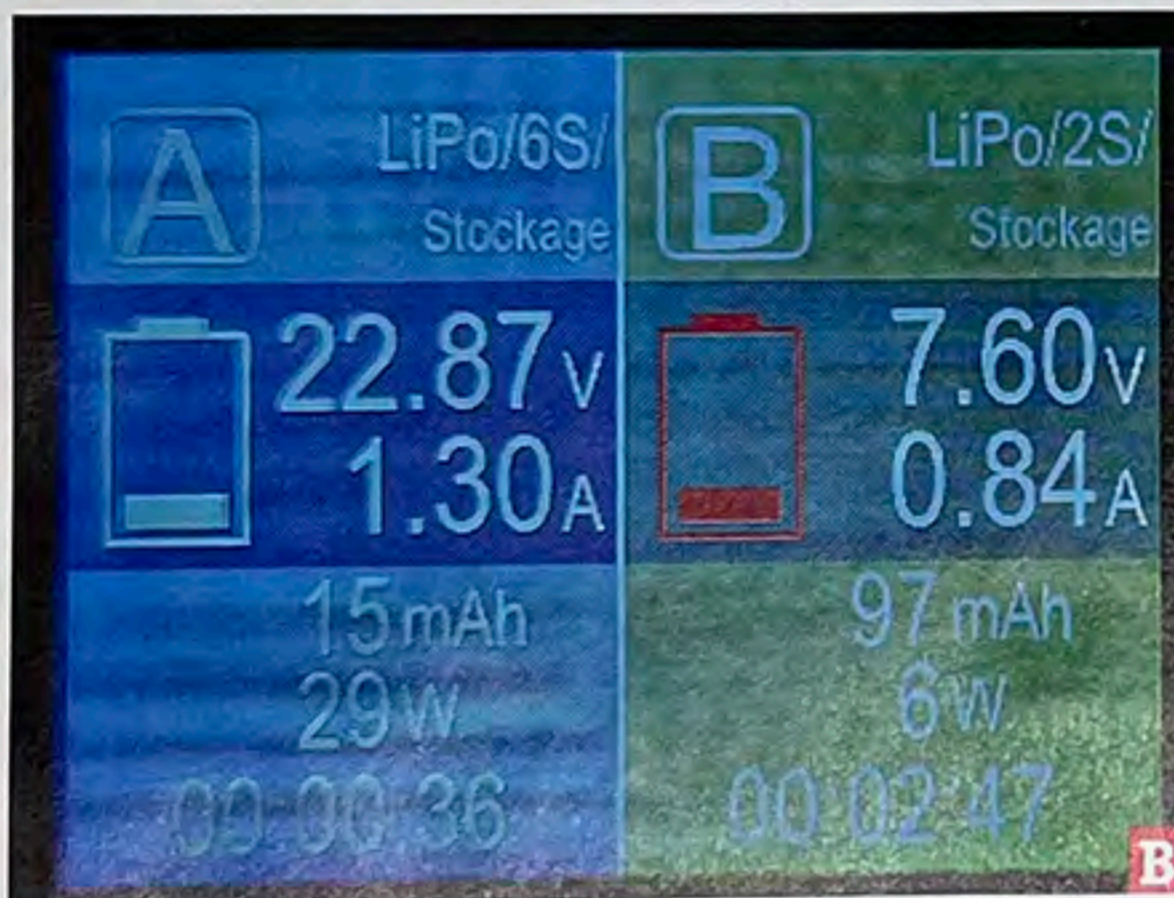 A
LiPo/6S/
Stockage
22.87V
1.30A
15mAh
29W
00:00:36
B
LiPo/2S/
Stockage
7.60V
0.84A
97mAh
6W
00:02:47
B